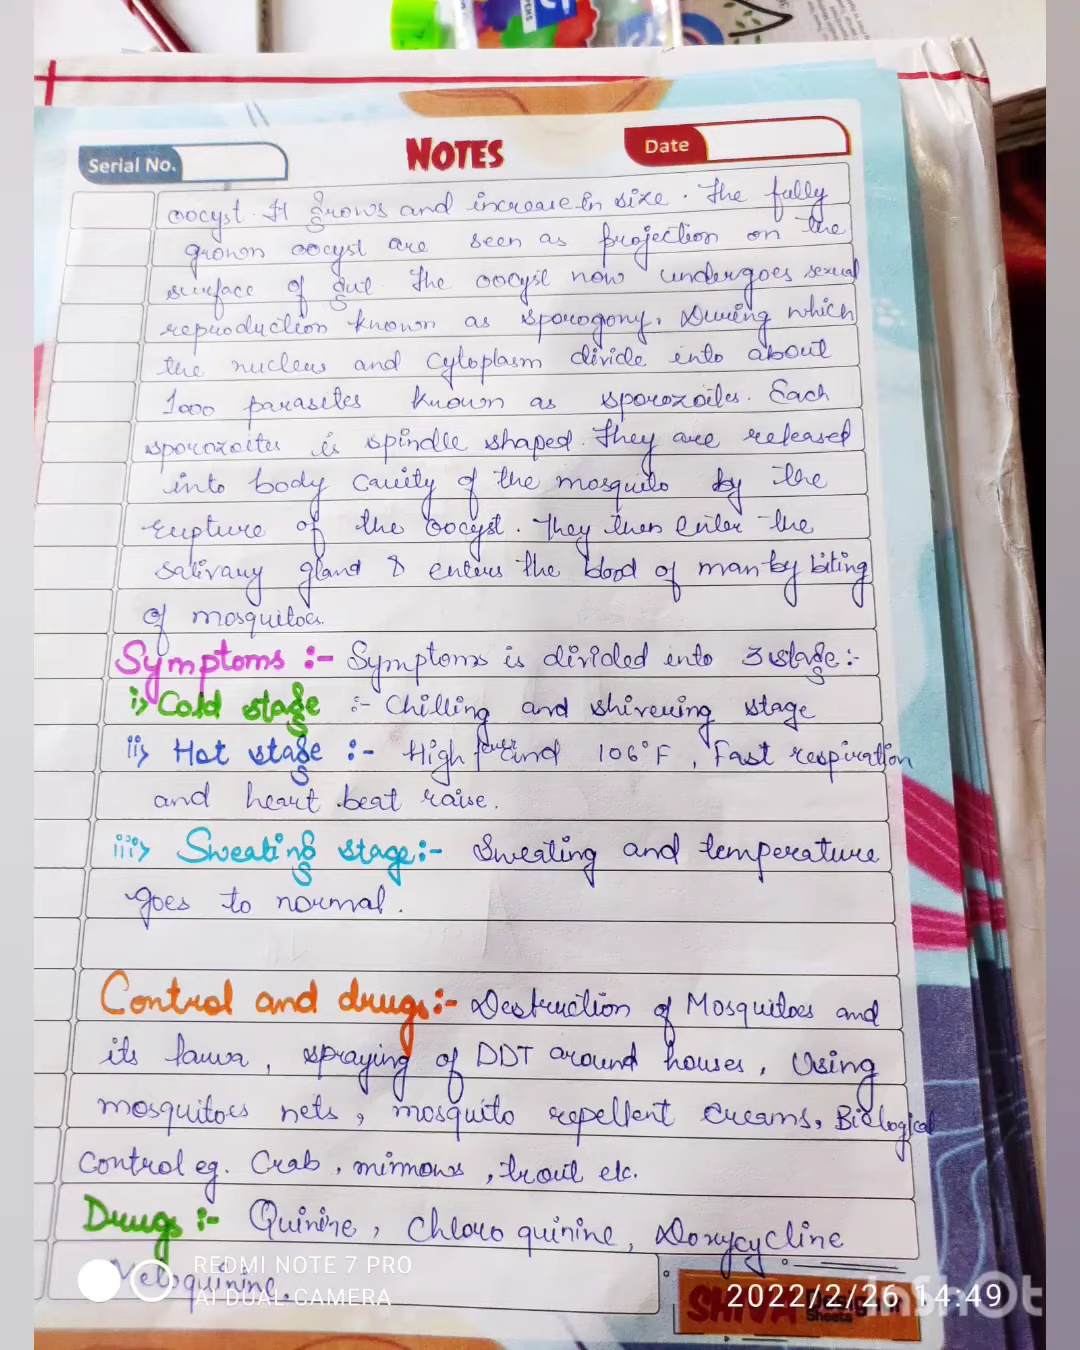 Serial No.
NOTES
Date
oocyst. It grows and increase in size. The fully
grown oocyst are seen as projection on the
surface of gut. The oocyst now undergoes sexual
reproduction known as sporogony. During which
the nucleus and cytoplasm divide into about
1000 parasites known as sporozoites. Each
sporozoites is spindle shaped. They are released
into body cavity of the mosquito by the
rupture of the oocyst. They then enter the
salivary gland & enters the blood of man by biting
of mosquitoes.
Symptoms :- Symptoms is divided into 3 stage :-
i> Cold stage :- Chilling and shivering stage
ii> Hot stage :- High fever and 106°F, Fast respiration
and heart beat raise.
iii> Sweating stage:- Sweating and temperature
goes to normal.
Control and drugs:- Destruction of Mosquitoes and
its larva, spraying of DDT around houses, Using
mosquitoes nets, mosquito repellent creams, Biological
control eg. Crab, minnows, trout etc.
Drugs :- Quinine, Chloro quinine, Doxycycline
Mefloquinine.
REDMI NOTE 7 PRO
AI DUAL CAMERA
SHIVA Design
Sheets
2022/2/26 14:49
inshot